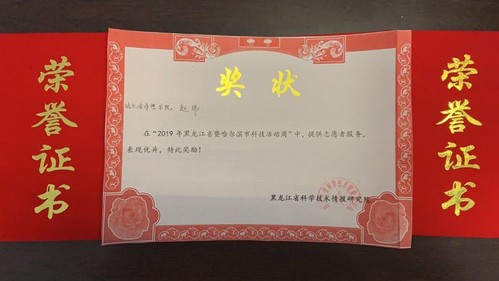 荣誉证书
奖状
在“2019年黑龙江省暨哈尔滨市科技活动周”中，提供志愿者服务，
表现优异，特此奖励！
黑龙江省科学技术情报研究院
荣誉证书